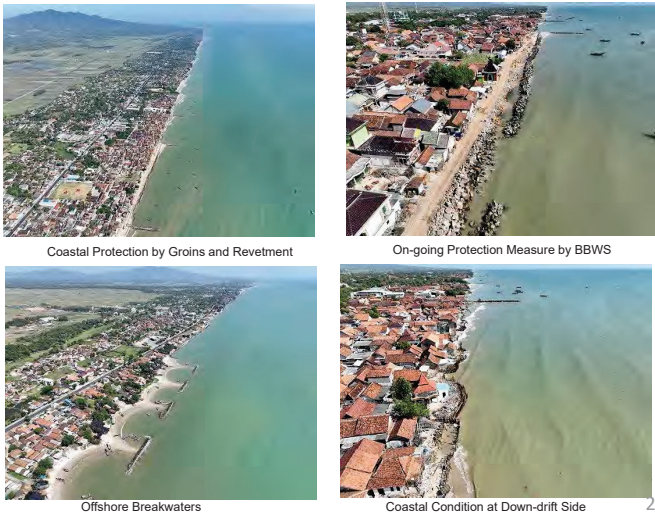 Coastal Protection by Groins and Revetment
On-going Protection Measure by BBWS
Offshore Breakwaters
Coastal Condition at Down-drift Side
2